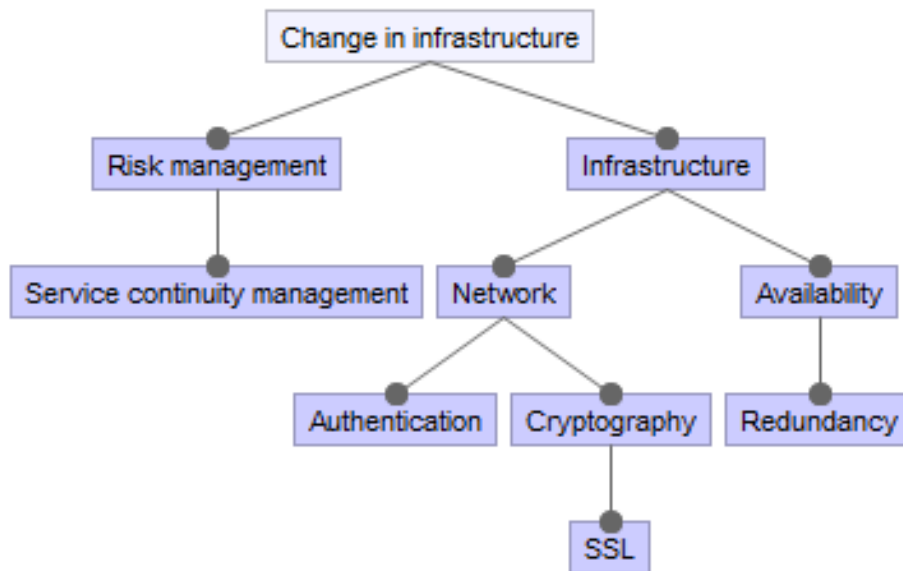 Change in infrastructure
Risk management
Infrastructure
Service continuity management
Network
Availability
Authentication
Cryptography
Redundancy
SSL